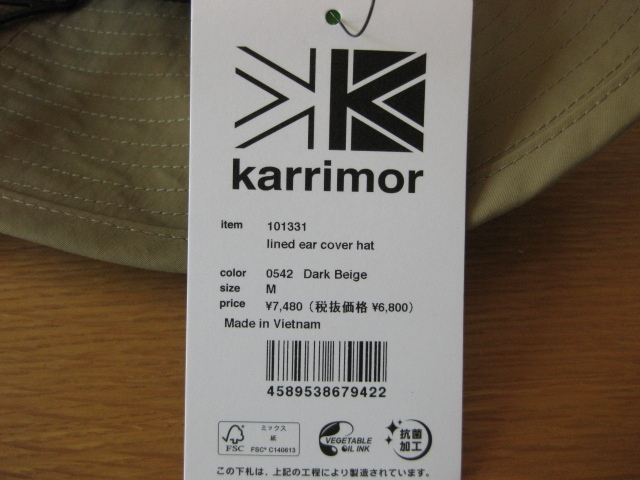 karrimor
item 101331
lined ear cover hat
color 0542 Dark Beige
size M
price ¥7,480（税抜価格 ¥6,800）
Made in Vietnam
4589538679422
FSC
ミックス
紙
FSC® C140613
VEGETABLE
OIL INK
抗菌
加工
この下札は、上記の工程により製造されています。